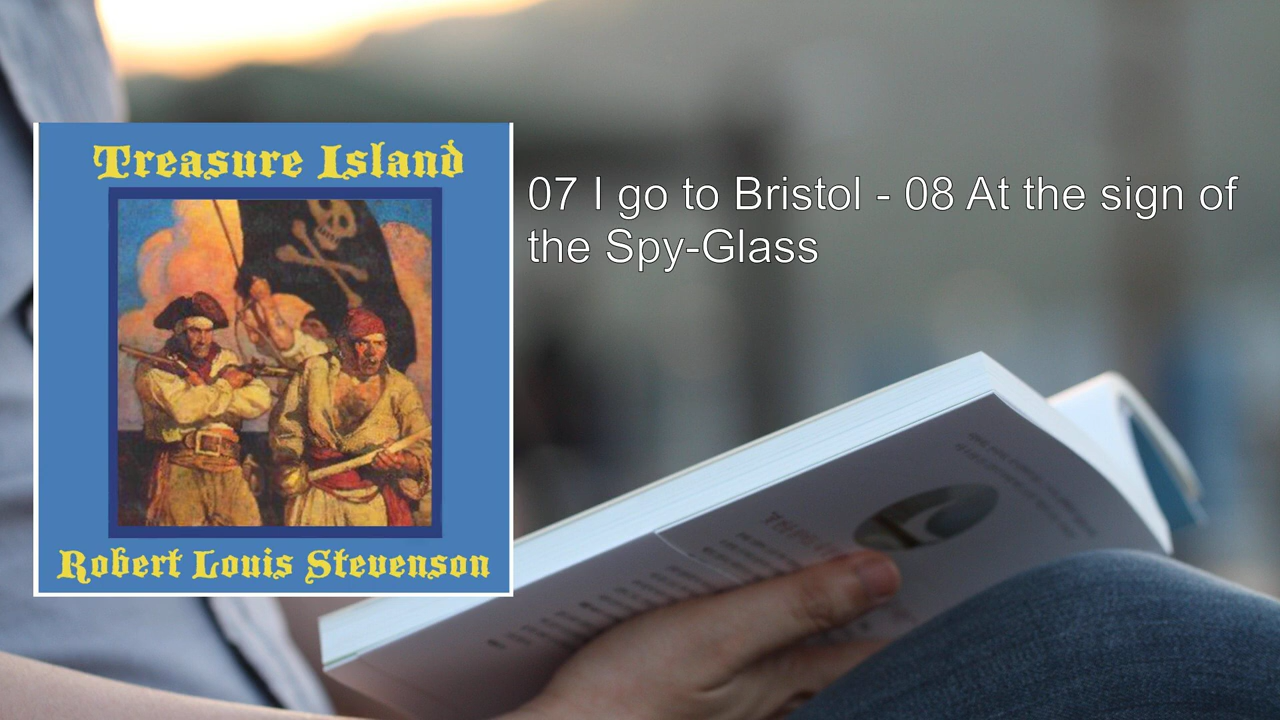 Treasure Island
Robert Louis Stevenson
07 I go to Bristol - 08 At the sign of
the Spy-Glass